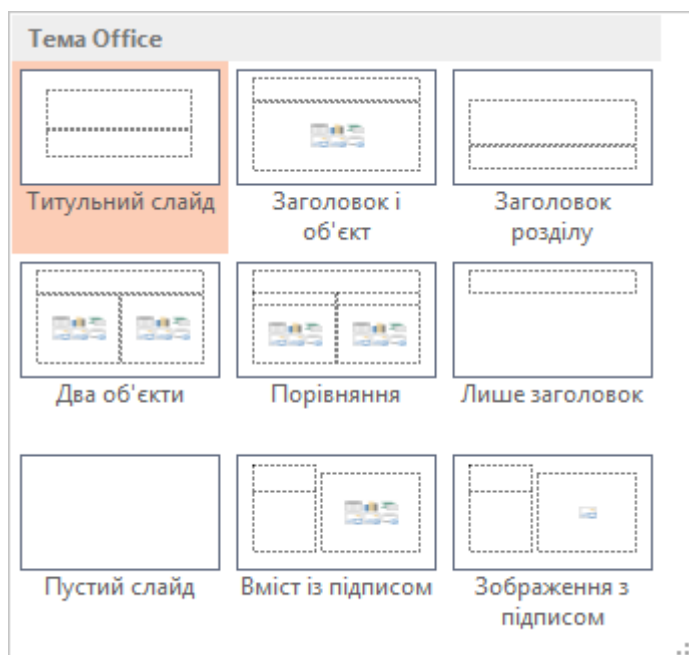 Тема Office
Титульний слайд
Заголовок і
об'єкт
Заголовок
розділу
Два об'єкти
Порівняння
Лише заголовок
Пустий слайд
Вміст із підписом
Зображення з
підписом